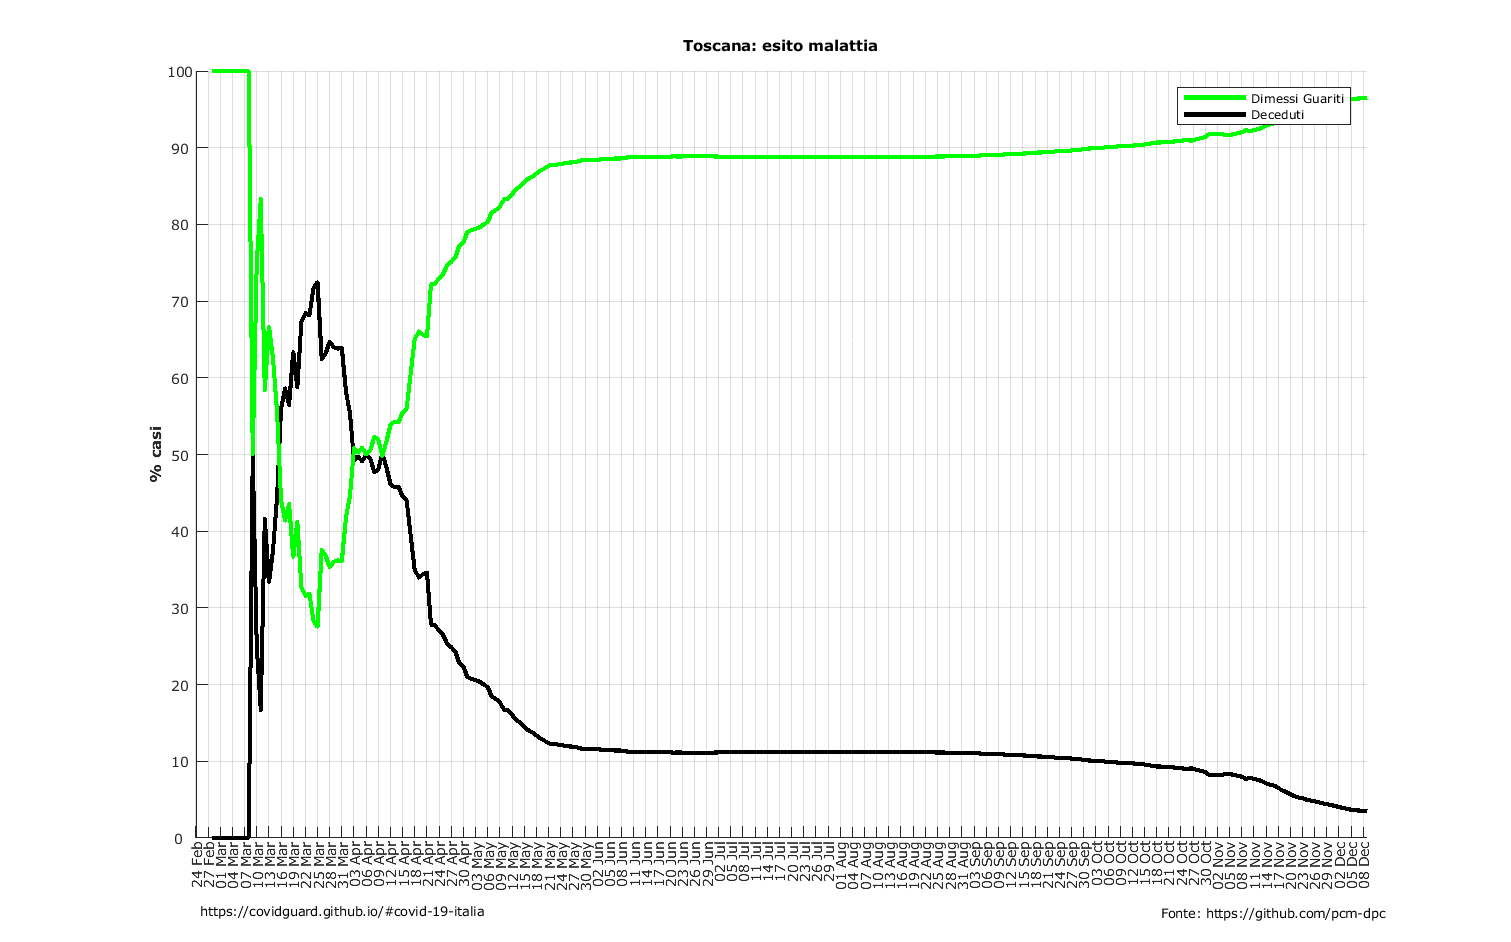 Toscana: esito malattia
Dimessi Guariti
Deceduti
% casi
100
90
80
70
60
50
40
30
20
10
0
24 Feb
27 Feb
01 Mar
04 Mar
07 Mar
10 Mar
13 Mar
16 Mar
19 Mar
22 Mar
25 Mar
28 Mar
31 Mar
03 Apr
06 Apr
09 Apr
12 Apr
15 Apr
18 Apr
21 Apr
24 Apr
27 Apr
30 Apr
03 May
06 May
09 May
12 May
15 May
18 May
21 May
24 May
27 May
30 May
02 Jun
05 Jun
08 Jun
11 Jun
14 Jun
17 Jun
20 Jun
23 Jun
26 Jun
29 Jun
02 Jul
05 Jul
08 Jul
11 Jul
14 Jul
17 Jul
20 Jul
23 Jul
26 Jul
29 Jul
01 Aug
04 Aug
07 Aug
10 Aug
13 Aug
16 Aug
19 Aug
22 Aug
25 Aug
28 Aug
31 Aug
03 Sep
06 Sep
09 Sep
12 Sep
15 Sep
18 Sep
21 Sep
24 Sep
27 Sep
30 Sep
03 Oct
06 Oct
09 Oct
12 Oct
15 Oct
18 Oct
21 Oct
24 Oct
27 Oct
30 Oct
02 Nov
05 Nov
08 Nov
11 Nov
14 Nov
17 Nov
20 Nov
23 Nov
26 Nov
29 Nov
02 Dec
05 Dec
08 Dec
https://covidguard.github.io/#covid-19-italia
Fonte: https://github.com/pcm-dpc